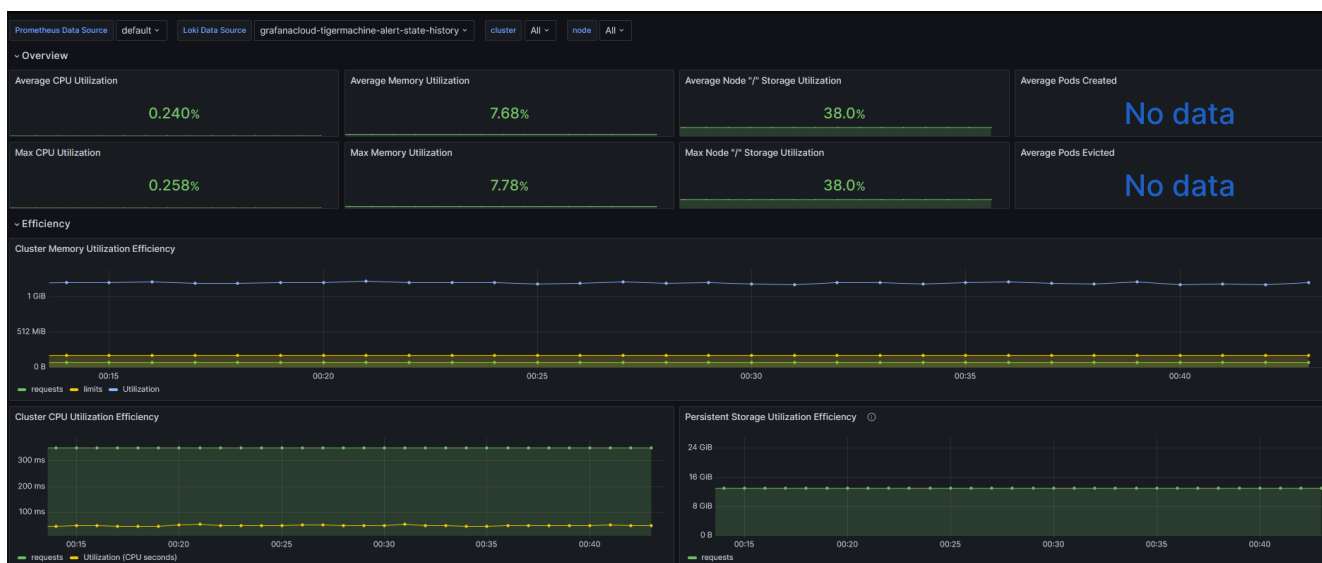 Prometheus Data Source default Loki Data Source grafanacloud-tigermachine-alert-state-history cluster All node All
Overview
Average CPU Utilization
0.240%
Average Memory Utilization
7.68%
Average Node "/" Storage Utilization
38.0%
Average Pods Created
No data
Max CPU Utilization
0.258%
Max Memory Utilization
7.78%
Max Node "/" Storage Utilization
38.0%
Average Pods Evicted
No data
Efficiency
Cluster Memory Utilization Efficiency
1 GiB
512 MiB
0 B
00:15 00:20 00:25 00:30 00:35 00:40
requests limits Utilization
Cluster CPU Utilization Efficiency
300 ms
200 ms
100 ms
00:15 00:20 00:25 00:30 00:35 00:40
requests Utilization (CPU seconds)
Persistent Storage Utilization Efficiency
24 GiB
16 GiB
8 GiB
0 B
00:15 00:20 00:25 00:30 00:35 00:40
requests